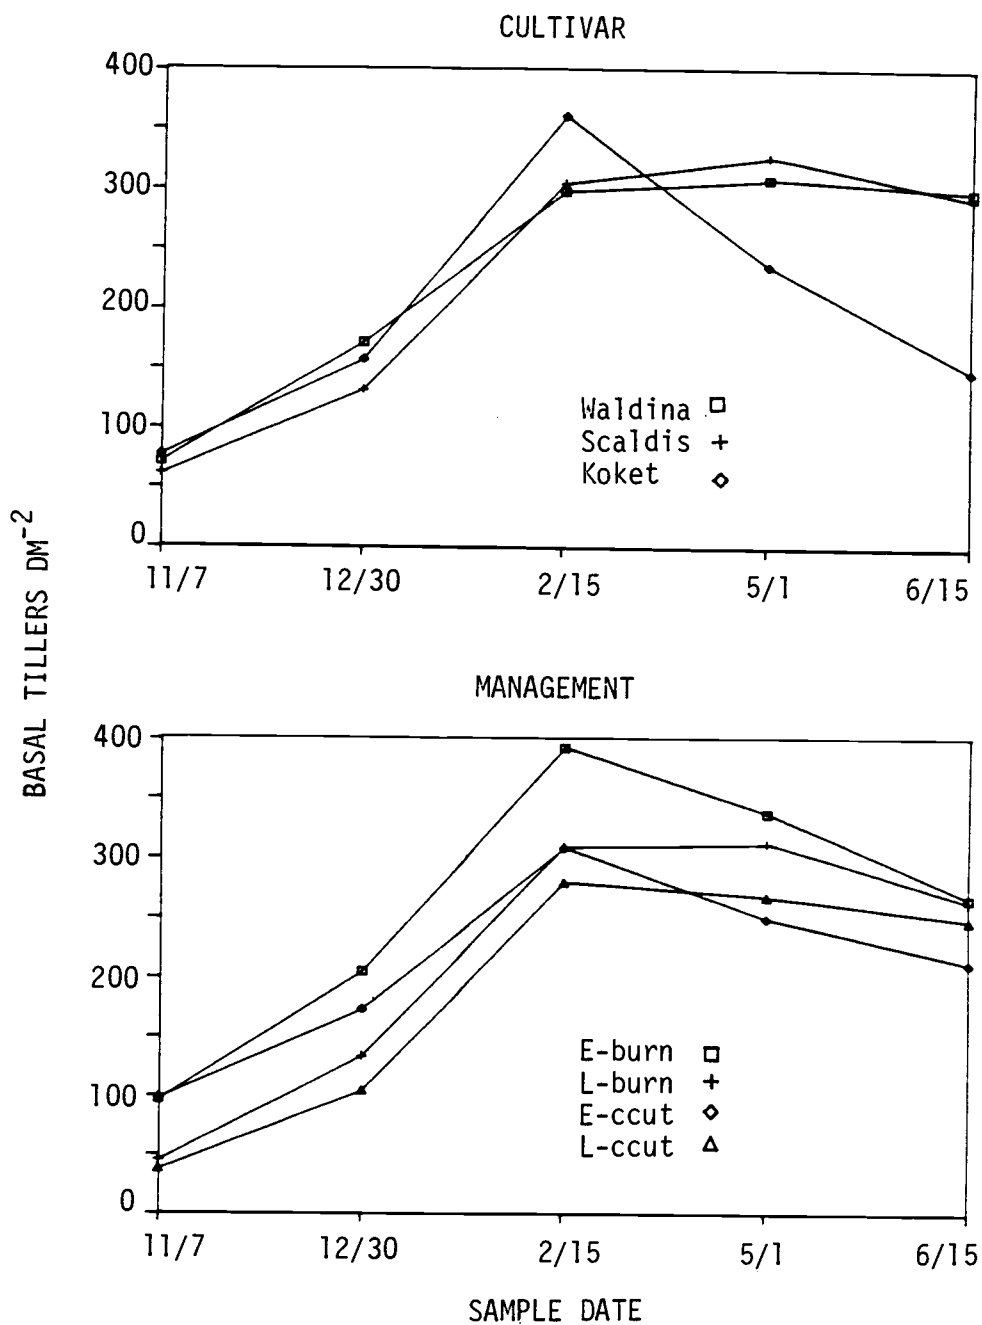 CULTIVAR
400
300
200
100
0
11/7 12/30 2/15 5/1 6/15
Waldina
Scaldis
Koket
BASAL TILLERS DM-2
MANAGEMENT
400
300
200
100
0
E-burn
L-burn
E-ccut
L-ccut
11/7 12/30 2/15 5/1 6/15
SAMPLE DATE